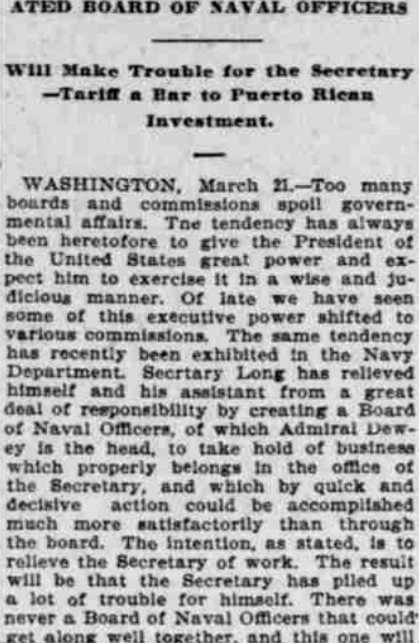 ATED BOARD OF NAVAL OFFICERS
Will Make Trouble for the Secretary
—Tariff a Bar to Puerto Rican
Investment.
WASHINGTON, March 21.—Too many
boards and commissions spoil govern-
mental affairs. Tne tendency has always
been heretofore to give the President of
the United States great power and ex-
pect him to exercise it in a wise and ju-
dicious manner. Of late we have seen
some of this executive power shifted to
various commissions. The same tendency
has recently been exhibited in the Navy
Department. Secrtary Long has relieved
himself and his assistant from a great
deal of responsibility by creating a Board
of Naval Officers, of which Admiral Dew-
ey is the head, to take hold of business
which properly belongs in the office of
the Secretary, and which by quick and
decisive action could be accomplished
much more satisfactorily than through
the board. The intention, as stated, is to
relieve the Secretary of work. The result
will be that the Secretary has piled up
a lot of trouble for himself. There was
never a Board of Naval Officers that could
get along well together, and this one